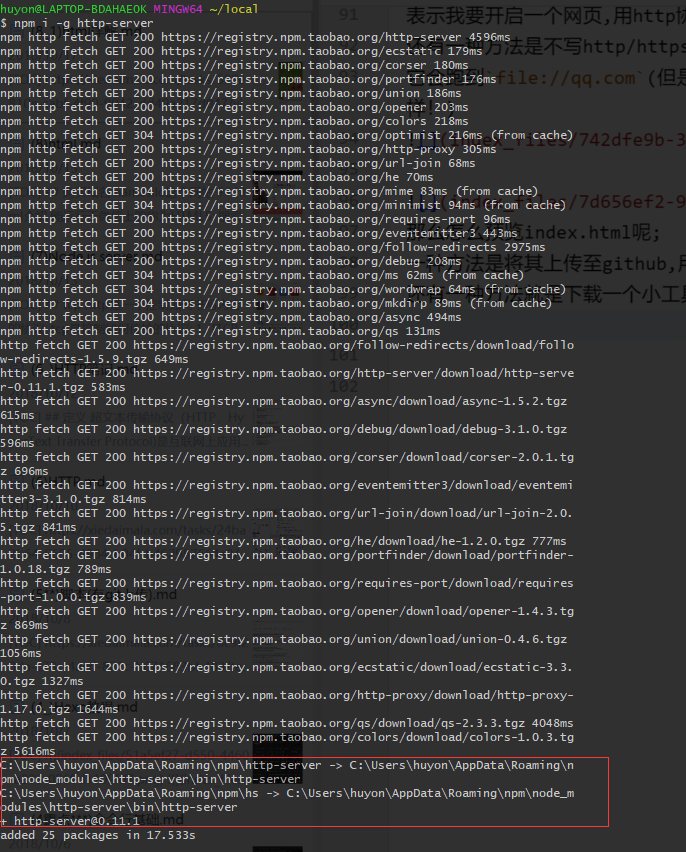 huyon@LAPTOP-BDAHAEOK MINGW64 ~/local
$ npm i -g http-server
npm http fetch GET 200 https://registry.npm.taobao.org/http-server 4596ms
npm http fetch GET 200 https://registry.npm.taobao.org/ecstatic 179ms
npm http fetch GET 200 https://registry.npm.taobao.org/corser 180ms
npm http fetch GET 200 https://registry.npm.taobao.org/portfinder 176ms
npm http fetch GET 200 https://registry.npm.taobao.org/union 186ms
npm http fetch GET 200 https://registry.npm.taobao.org/opener 203ms
npm http fetch GET 200 https://registry.npm.taobao.org/colors 218ms
npm http fetch GET 304 https://registry.npm.taobao.org/optimist 216ms (from cache)
npm http fetch GET 200 https://registry.npm.taobao.org/http-proxy 305ms
npm http fetch GET 200 https://registry.npm.taobao.org/url-join 68ms
npm http fetch GET 200 https://registry.npm.taobao.org/he 70ms
npm http fetch GET 304 https://registry.npm.taobao.org/mime 83ms (from cache)
npm http fetch GET 304 https://registry.npm.taobao.org/minimist 94ms (from cache)
npm http fetch GET 200 https://registry.npm.taobao.org/requires-port 96ms
npm http fetch GET 200 https://registry.npm.taobao.org/eventemitter3 443ms
npm http fetch GET 200 https://registry.npm.taobao.org/follow-redirects 2975ms
npm http fetch GET 200 https://registry.npm.taobao.org/debug 208ms
npm http fetch GET 304 https://registry.npm.taobao.org/ms 62ms (from cache)
npm http fetch GET 304 https://registry.npm.taobao.org/wordwrap 64ms (from cache)
npm http fetch GET 304 https://registry.npm.taobao.org/mkdirp 89ms (from cache)
npm http fetch GET 200 https://registry.npm.taobao.org/async 494ms
npm http fetch GET 200 https://registry.npm.taobao.org/qs 131ms
http fetch GET 200 https://registry.npm.taobao.org/follow-redirects/download/follo
w-redirects-1.5.9.tgz 649ms
http fetch GET 200 https://registry.npm.taobao.org/http-server/download/http-serve
r-0.11.1.tgz 583ms
http fetch GET 200 https://registry.npm.taobao.org/async/download/async-1.5.2.tgz
615ms
http fetch GET 200 https://registry.npm.taobao.org/debug/download/debug-3.1.0.tgz
596ms
http fetch GET 200 https://registry.npm.taobao.org/corser/download/corser-2.0.1.tg
z 696ms
http fetch GET 200 https://registry.npm.taobao.org/eventemitter3/download/eventemi
tter3-3.1.0.tgz 814ms
http fetch GET 200 https://registry.npm.taobao.org/url-join/download/url-join-2.0.
5.tgz 841ms
http fetch GET 200 https://registry.npm.taobao.org/he/download/he-1.2.0.tgz 777ms
http fetch GET 200 https://registry.npm.taobao.org/portfinder/download/portfinder-
1.0.18.tgz 789ms
http fetch GET 200 https://registry.npm.taobao.org/requires-port/download/requires
-port-1.0.0.tgz 839ms
http fetch GET 200 https://registry.npm.taobao.org/opener/download/opener-1.4.3.tg
z 869ms
http fetch GET 200 https://registry.npm.taobao.org/union/download/union-0.4.6.tgz
1056ms
http fetch GET 200 https://registry.npm.taobao.org/ecstatic/download/ecstatic-3.3.
0.tgz 1327ms
http fetch GET 200 https://registry.npm.taobao.org/http-proxy/download/http-proxy-
1.17.0.tgz 1644ms
http fetch GET 200 https://registry.npm.taobao.org/qs/download/qs-2.3.3.tgz 4048ms
http fetch GET 200 https://registry.npm.taobao.org/colors/download/colors-1.0.3.tg
z 5616ms
C:\Users\huyon\AppData\Roaming\npm\http-server -> C:\Users\huyon\AppData\Roaming\n
pm\node_modules\http-server\bin\http-server
C:\Users\huyon\AppData\Roaming\npm\hs -> C:\Users\huyon\AppData\Roaming\npm\node_m
odules\http-server\bin\http-server
+ http-server@0.11.1
added 25 packages in 17.533s
91
表示我要开启一个网页,用http协
file://qq.com`(但是
index_files/742dfe9b-3
7d656ef2-9
index.html呢;
一种方法是将其上传至github,用
101
102